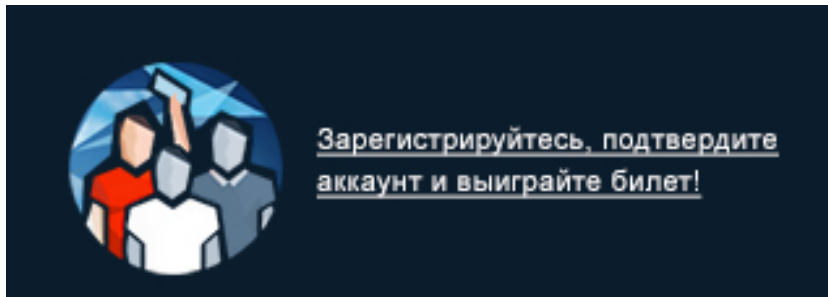 Зарегистрируйтесь, подтвердите
аккаунт и выиграйте билет!